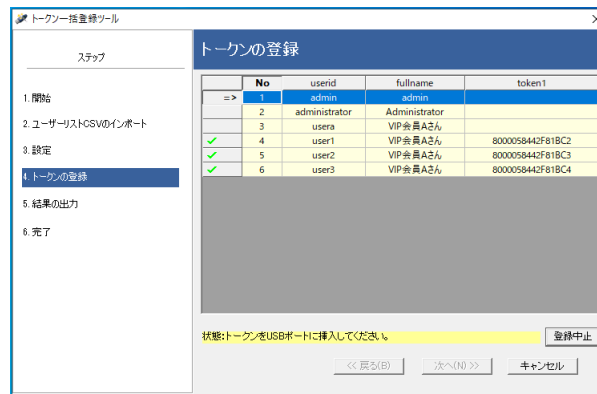 トークン一括登録ツール
ステップ
1. 開始
2. ユーザーリストCSVのインポート
3. 設定
4. トークンの登録
5. 結果の出力
6. 完了
トークンの登録
No userid fullname token1
=> 1 admin admin
2 administrator Administrator
3 usera VIP会員Aさん
4 user1 VIP会員Aさん 8000058442F81BC2
5 user2 VIP会員Aさん 8000058442F81BC3
6 user3 VIP会員Aさん 8000058442F81BC4
状態:トークンをUSBポートに挿入してください。
登録中止
<< 戻る(B) 次へ(N) >> キャンセル